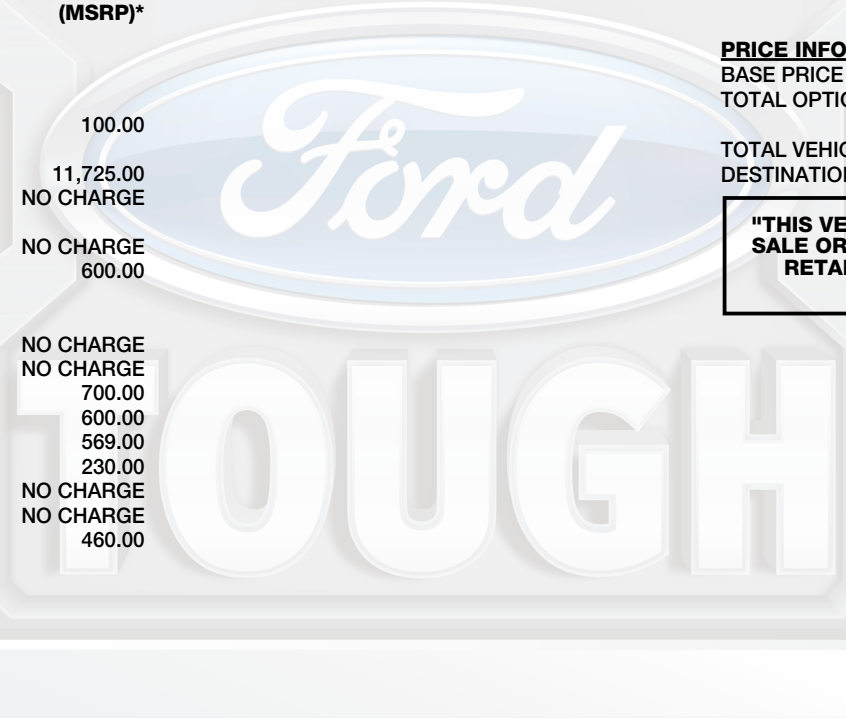 (MSRP)*
100.00
11,725.00
NO CHARGE
NO CHARGE
600.00
NO CHARGE
NO CHARGE
700.00
600.00
569.00
230.00
NO CHARGE
NO CHARGE
460.00
PRICE INFO
BASE PRICE
TOTAL OPTIO
TOTAL VEHIC
DESTINATION
"THIS VE
SALE OR
RETAI
Ford
TOUGH